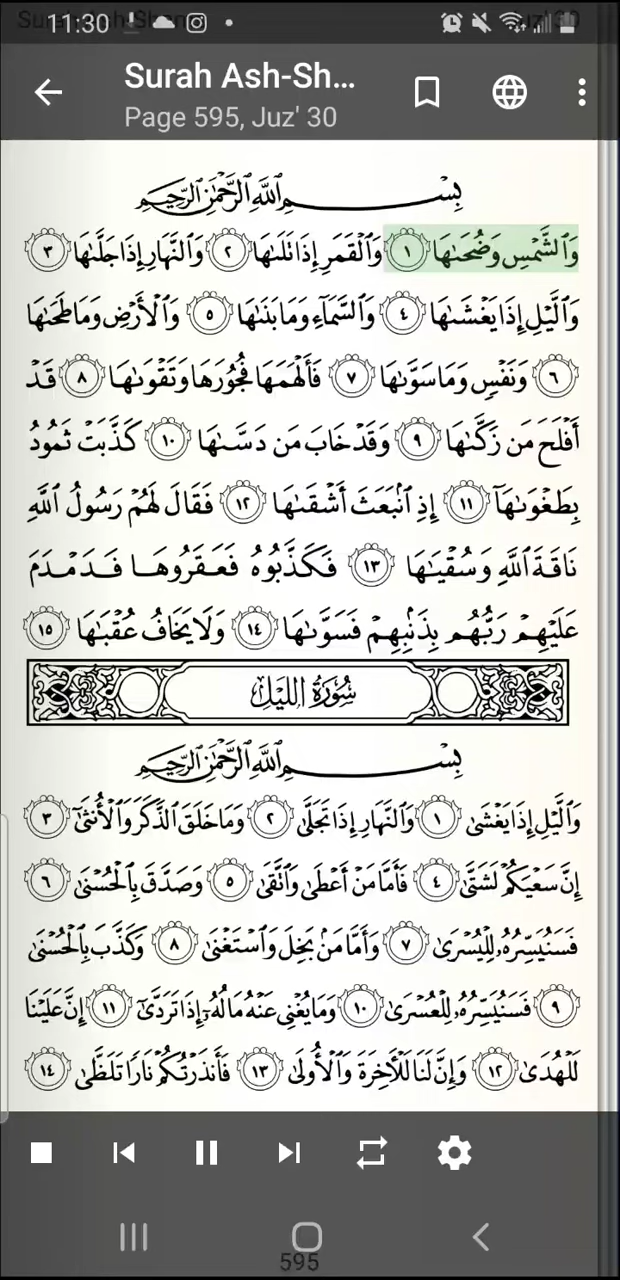 11:30
Surah Ash-Sh...
Page 595, Juz' 30
بِسْمِ ٱللَّهِ ٱلرَّحْمَٰنِ ٱلرَّحِيمِ
وَٱلشَّمْسِ وَضُحَىٰهَا ١ وَٱلْقَمَرِ إِذَا تَلَىٰهَا ٢ وَٱلنَّهَارِ إِذَا جَلَّىٰهَا ٣
وَٱلَّيْلِ إِذَا يَغْشَىٰهَا ٤ وَٱلسَّمَآءِ وَمَا بَنَىٰهَا ٥ وَٱلْأَرْضِ وَمَا طَحَىٰهَا
٦ وَنَفْسٍ وَمَا سَوَّىٰهَا ٧ فَأَلْهَمَهَا فُجُورَهَا وَتَقْوَىٰهَا ٨ قَدْ
أَفْلَحَ مَن زَكَّىٰهَا ٩ وَقَدْ خَابَ مَن دَسَّىٰهَا ١٠ كَذَّبَتْ ثَمُودُ
بِطَغْوَىٰهَآ ١١ إِذِ ٱنۢبَعَثَ أَشْقَىٰهَا ١٢ فَقَالَ لَهُمْ رَسُولُ ٱللَّهِ
نَاقَةَ ٱللَّهِ وَسُقْيَٰهَا ١٣ فَكَذَّبُوهُ فَعَقَرُوهَا فَدَمْدَمَ
عَلَيْهِمْ رَبُّهُم بِذَنۢبِهِمْ فَسَوَّىٰهَا ١٤ وَلَا يَخَافُ عُقْبَٰهَا ١٥
سُورَةُ اللَّيْلِ
بِسْمِ ٱللَّهِ ٱلرَّحْمَٰنِ ٱلرَّحِيمِ
وَٱلَّيْلِ إِذَا يَغْشَىٰ ١ وَٱلنَّهَارِ إِذَا تَجَلَّىٰ ٢ وَمَا خَلَقَ ٱلذَّكَرَ وَٱلْأُنثَىٰٓ ٣
إِنَّ سَعْيَكُمْ لَشَتَّىٰ ٤ فَأَمَّا مَنْ أَعْطَىٰ وَٱتَّقَىٰ ٥ وَصَدَّقَ بِٱلْحُسْنَىٰ ٦
فَسَنُيَسِّرُهُۥ لِلْيُسْرَىٰ ٧ وَأَمَّا مَنۢ بَخِلَ وَٱسْتَغْنَىٰ ٨ وَكَذَّبَ بِٱلْحُسْنَىٰ
٩ فَسَنُيَسِّرُهُۥ لِلْعُسْرَىٰ ١٠ وَمَا يُغْنِى عَنْهُ مَالُهُۥٓ إِذَا تَرَدَّىٰٓ ١١ إِنَّ عَلَيْنَا
لَلْهُدَىٰ ١٢ وَإِنَّ لَنَا لَلْءَاخِرَةَ وَٱلْأُولَىٰ ١٣ فَأَنذَرْتُكُمْ نَارًا تَلَظَّىٰ ١٤
595